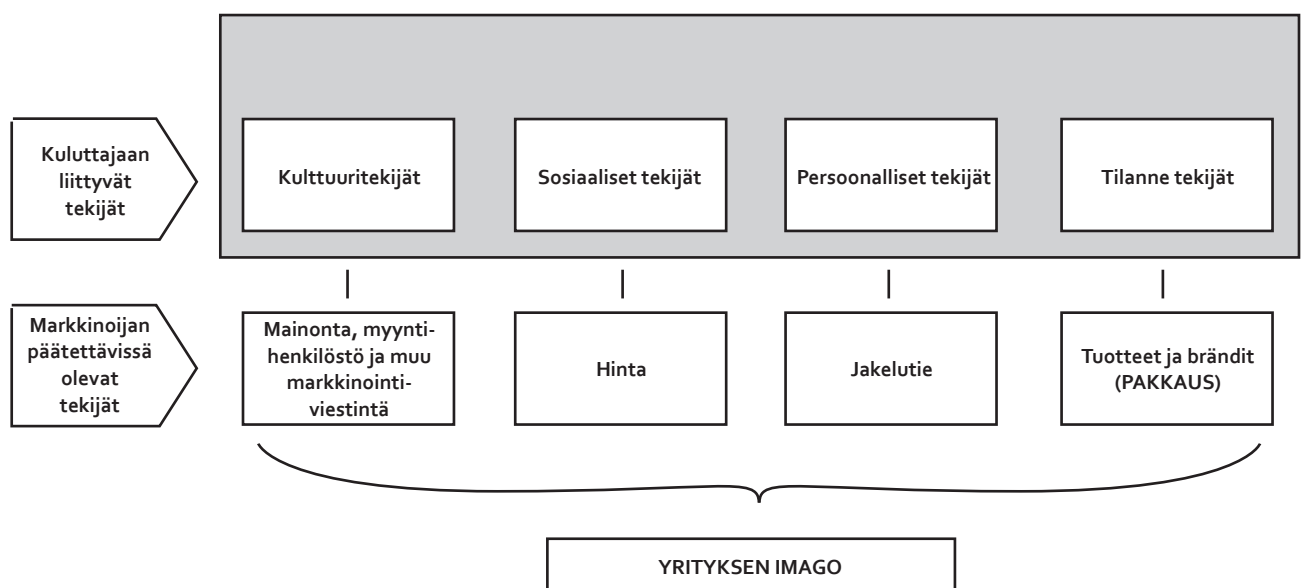 Kuluttajaan
liittyvät
tekijät
Kulttuuritekijät
Sosiaaliset tekijät
Persoonalliset tekijät
Tilanne tekijät
Markkinoijan
päätettävissä
olevat
tekijät
Mainonta, myynti-
henkilöstö ja muu
markkinointi-
viestintä
Hinta
Jakelutie
Tuotteet ja brändit
(PAKKAUS)
YRITYKSEN IMAGO